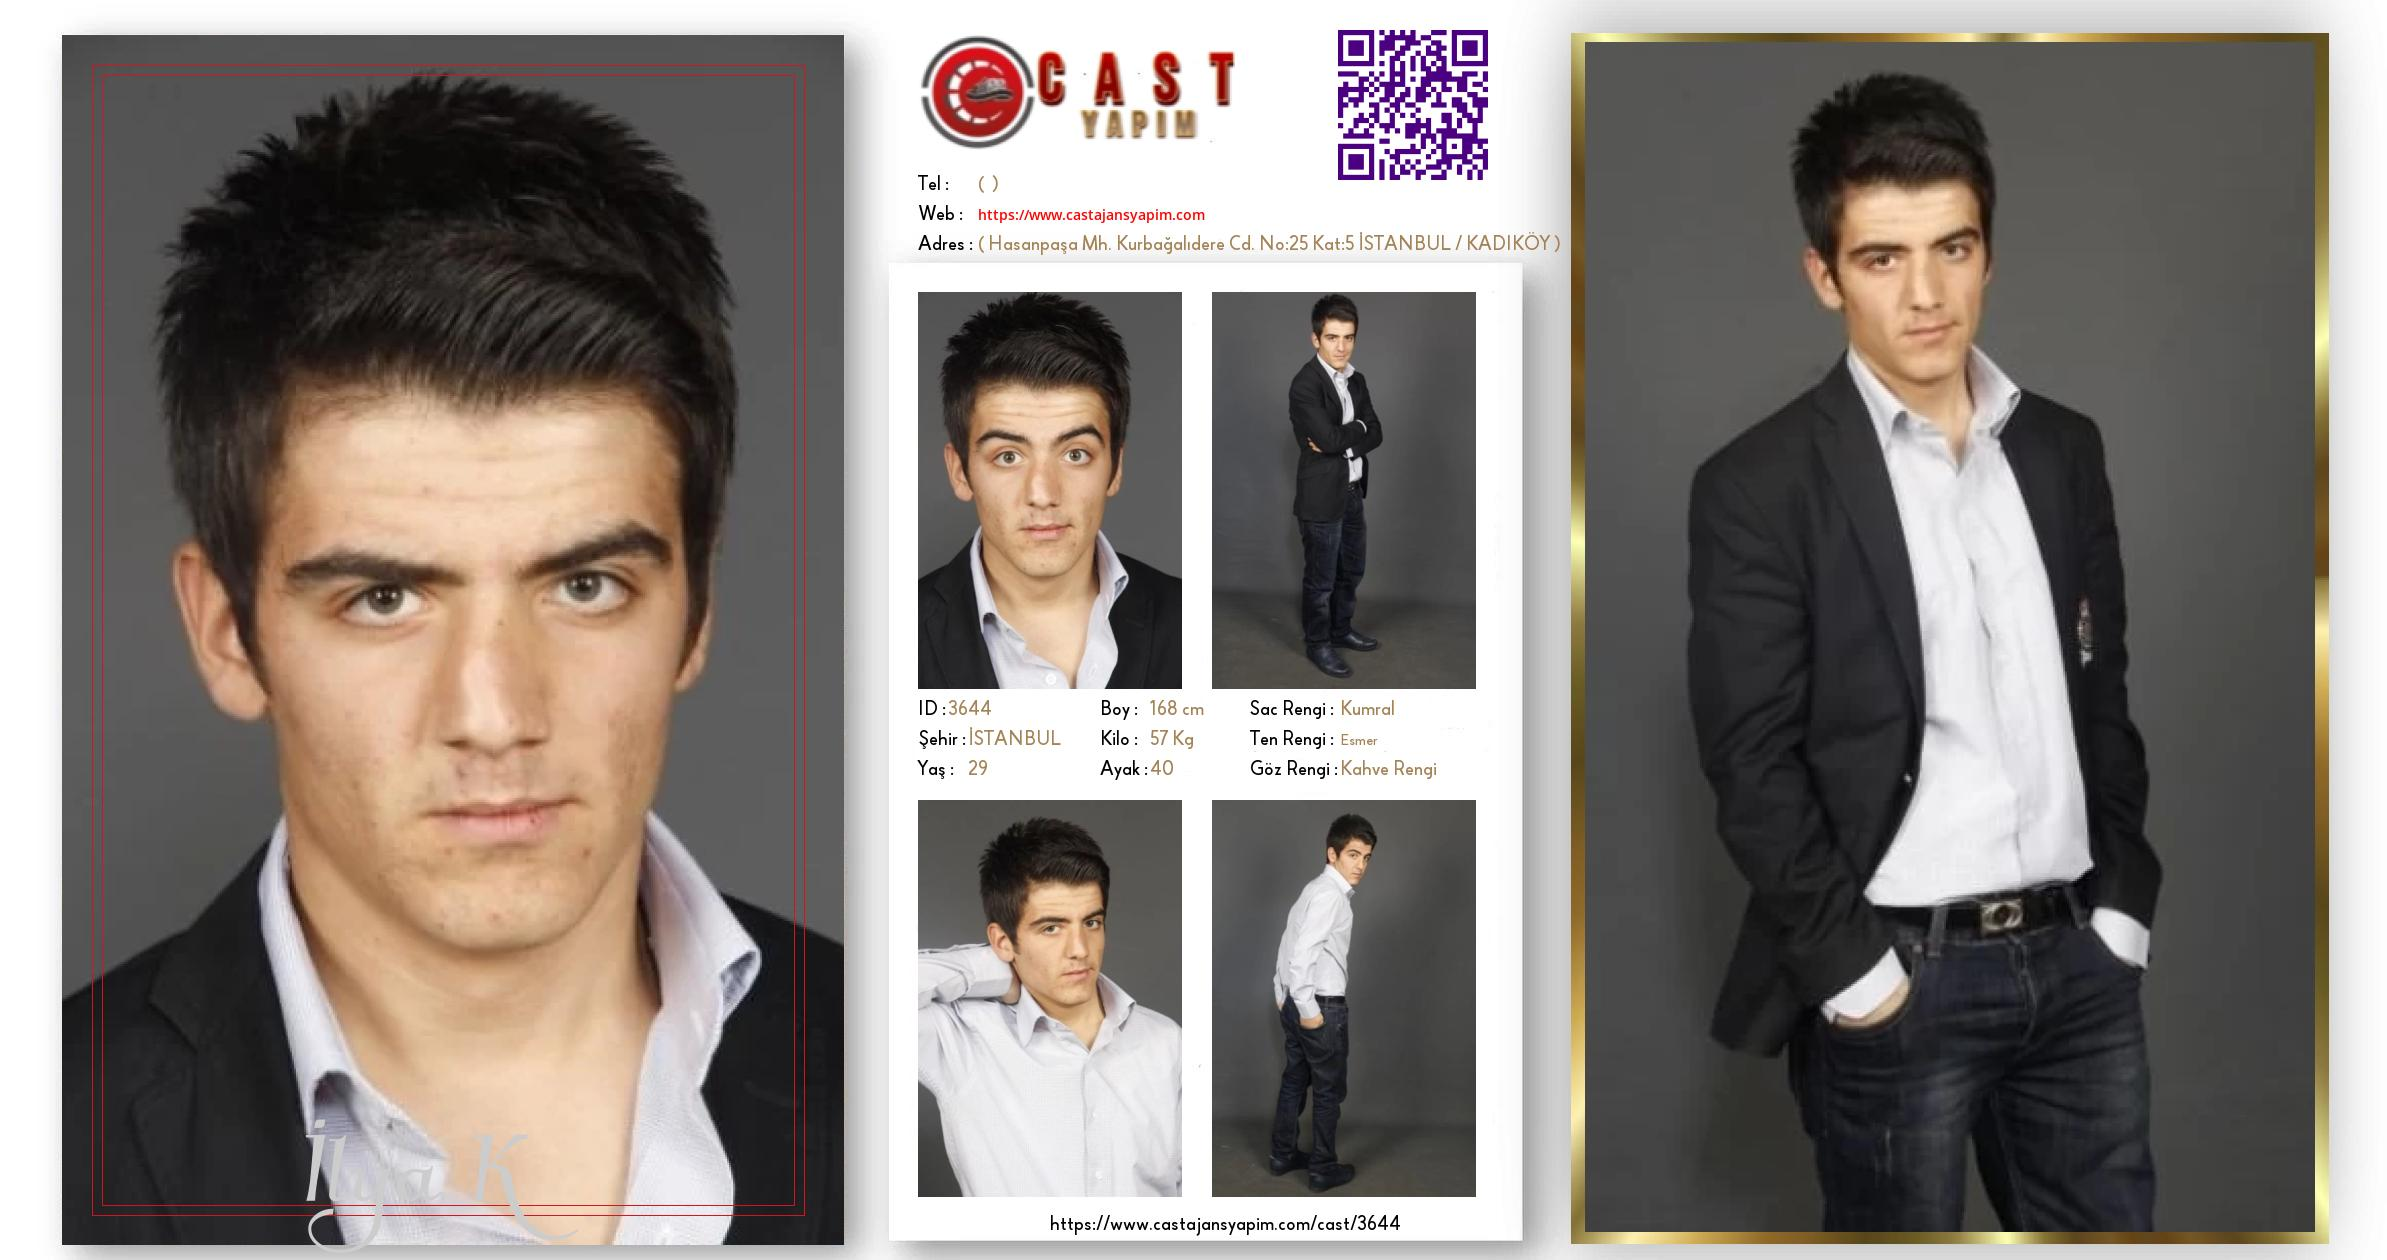 CAST
YAPIM
Tel : ( )
Web : https://www.castajansyapim.com
Adres : ( Hasanpaşa Mh. Kurbağalıdere Cd. No:25 Kat:5 İSTANBUL / KADIKÖY )
ID : 3644 Boy : 168 cm Sac Rengi : Kumral
Şehir : İSTANBUL Kilo : 57 Kg Ten Rengi : Esmer
Yaş : 29 Ayak : 40 Göz Rengi : Kahve Rengi
https://www.castajansyapim.com/cast/3644
İlya K